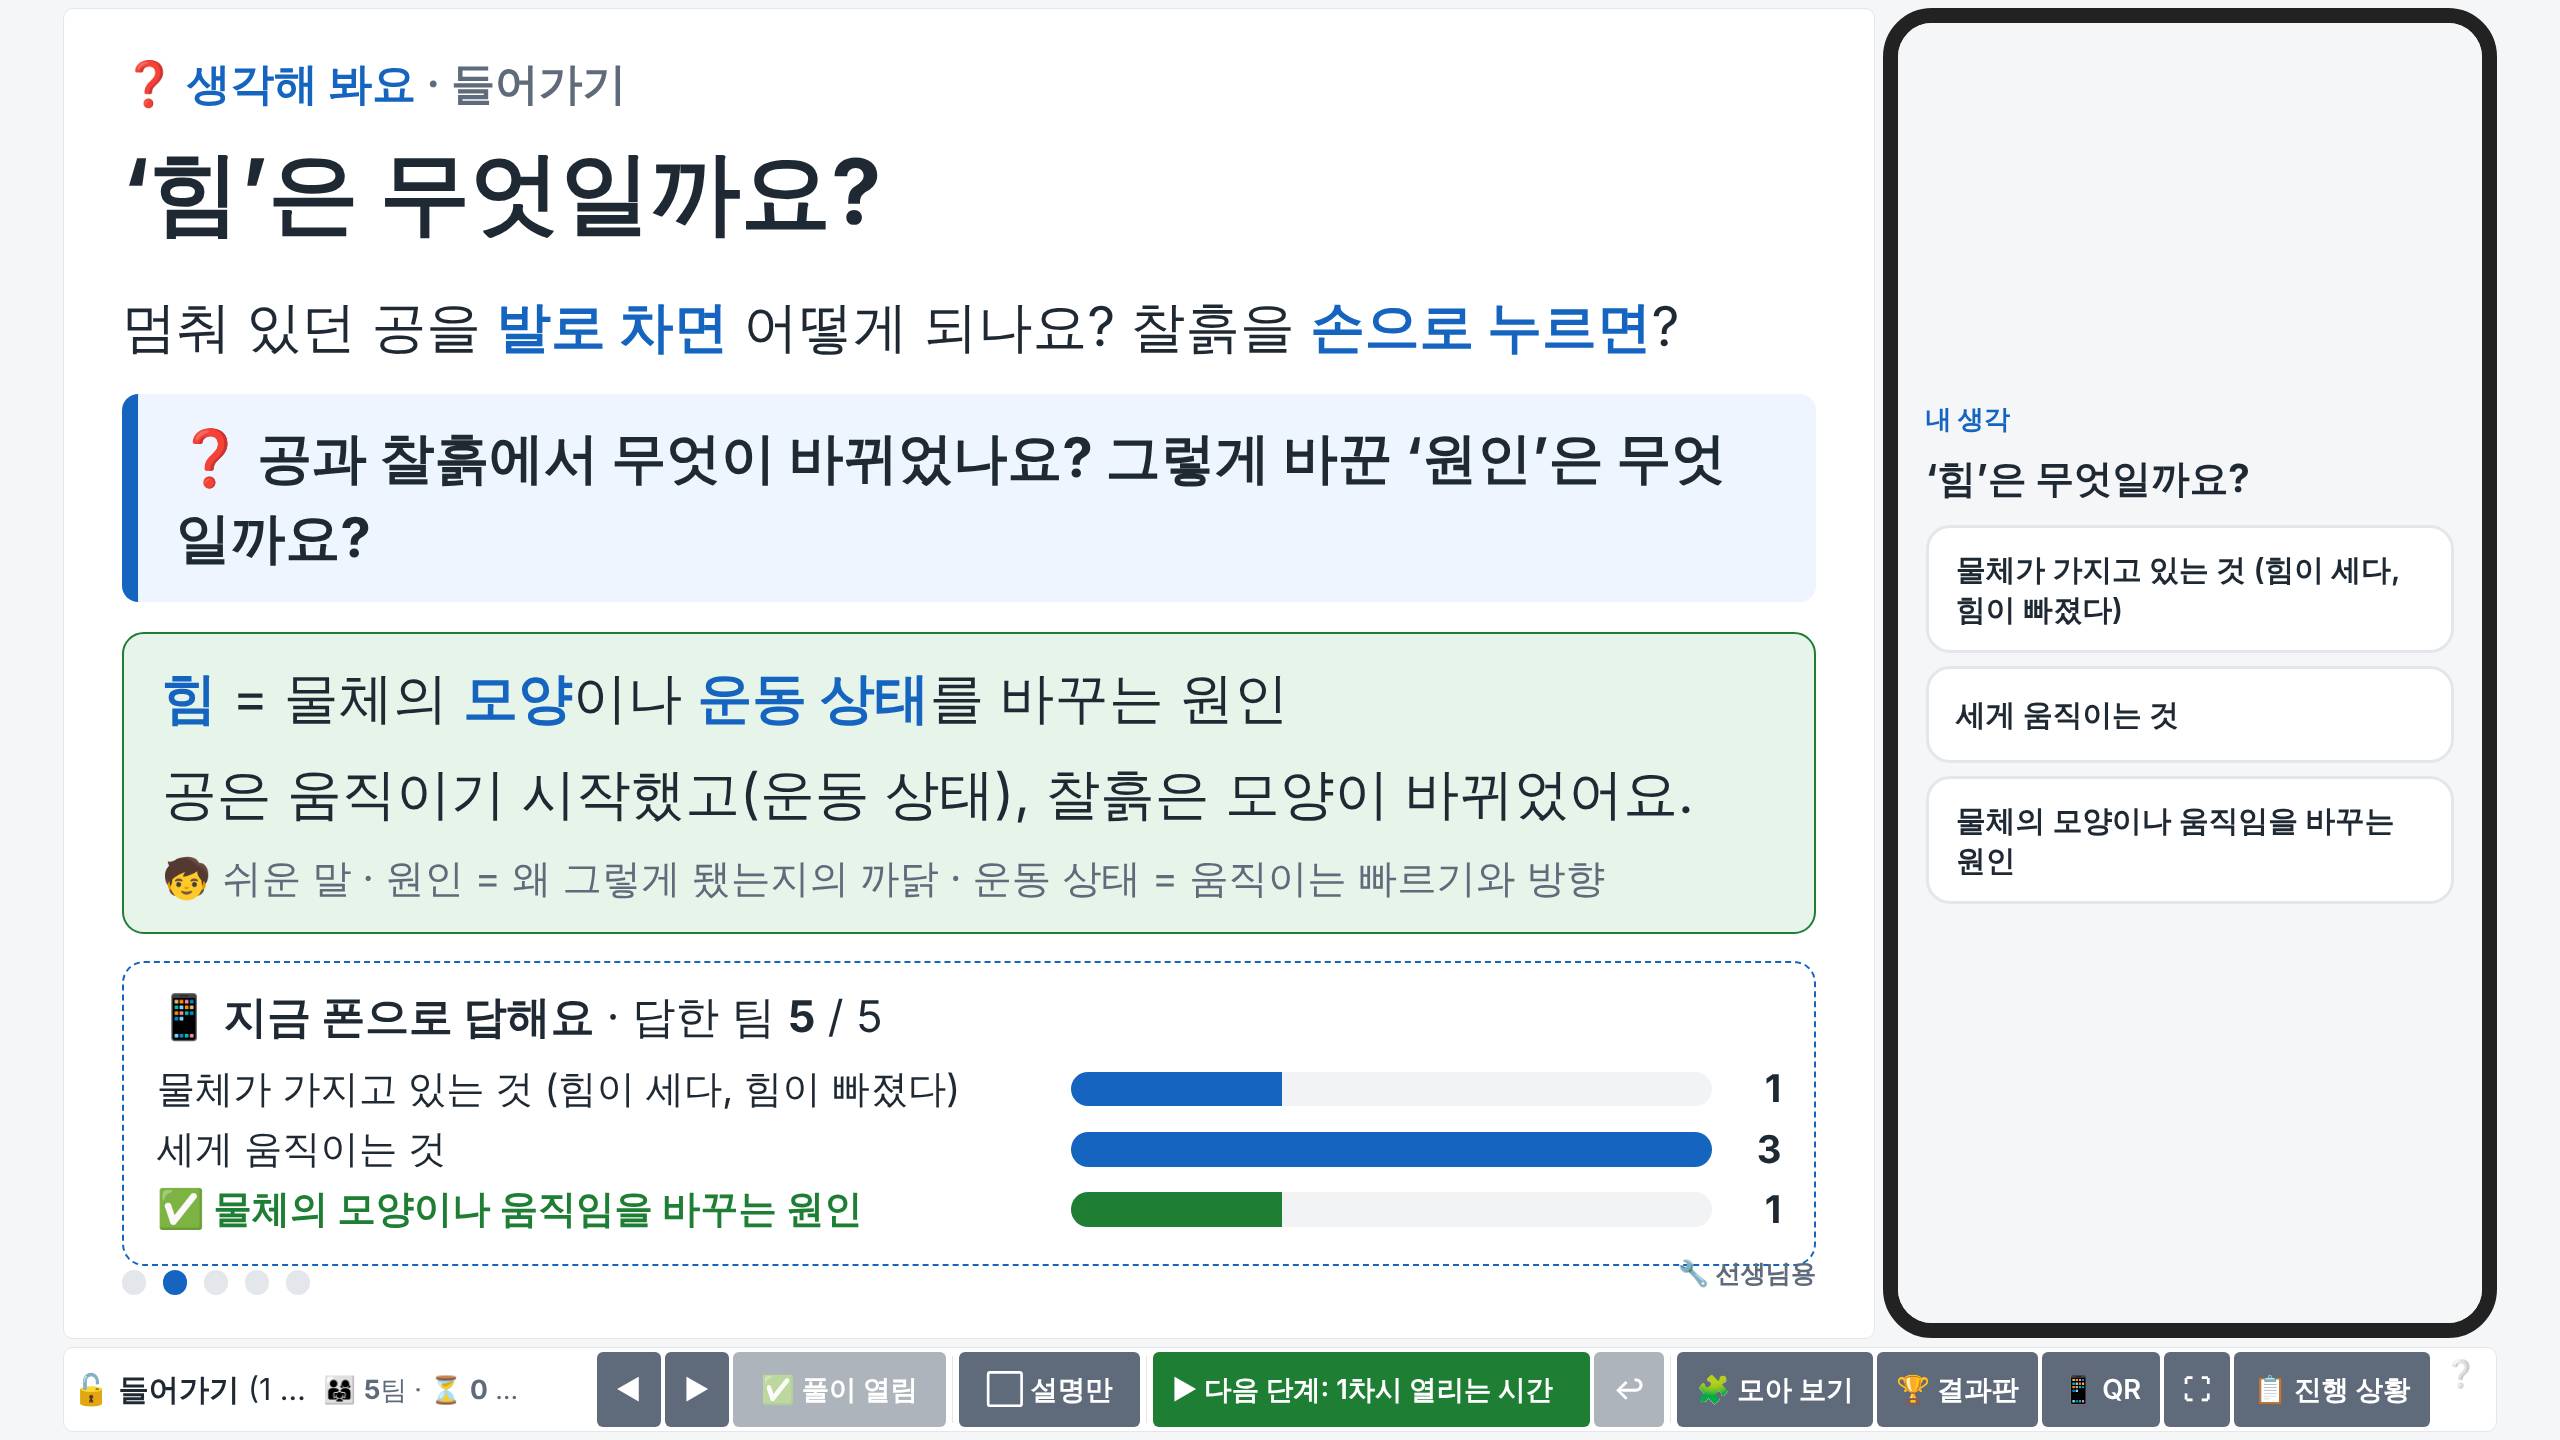 ❓ 생각해 봐요 · 들어가기
‘힘’은 무엇일까요?
멈춰 있던 공을 발로 차면 어떻게 되나요? 찰흙을 손으로 누르면?
❓ 공과 찰흙에서 무엇이 바뀌었나요? 그렇게 바꾼 ‘원인’은 무엇
일까요?
힘 = 물체의 모양이나 운동 상태를 바꾸는 원인
공은 움직이기 시작했고(운동 상태), 찰흙은 모양이 바뀌었어요.
🧒 쉬운 말 · 원인 = 왜 그렇게 됐는지의 까닭 · 운동 상태 = 움직이는 빠르기와 방향
📱 지금 폰으로 답해요 · 답한 팀 5 / 5
물체가 가지고 있는 것 (힘이 세다, 힘이 빠졌다) 1
세게 움직이는 것 3
✅ 물체의 모양이나 움직임을 바꾸는 원인 1
🔧 선생님용
내 생각
‘힘’은 무엇일까요?
물체가 가지고 있는 것 (힘이 세다,
힘이 빠졌다)
세게 움직이는 것
물체의 모양이나 움직임을 바꾸는
원인
🔓 들어가기 (1 ... 👨‍👩‍👧 5팀 · ⏳ 0 ... ◀ ▶ ✅ 풀이 열림 ⬜ 설명만 ▶ 다음 단계: 1차시 열리는 시간 ↩ 🧩 모아 보기 🏆 결과판 📱 QR ⛶ 📋 진행 상황 ❔